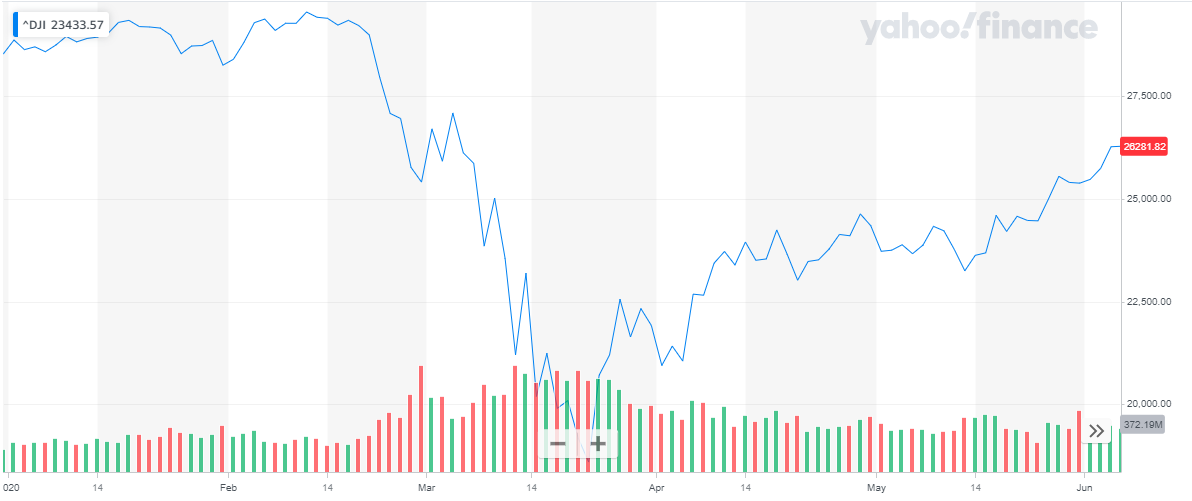 ^DJI 23433.57
yahoo!finance
27,500.00
26281.82
25,000.00
22,500.00
20,000.00
372.19M
020
14
Feb
14
Mar
14
Apr
14
May
14
Jun